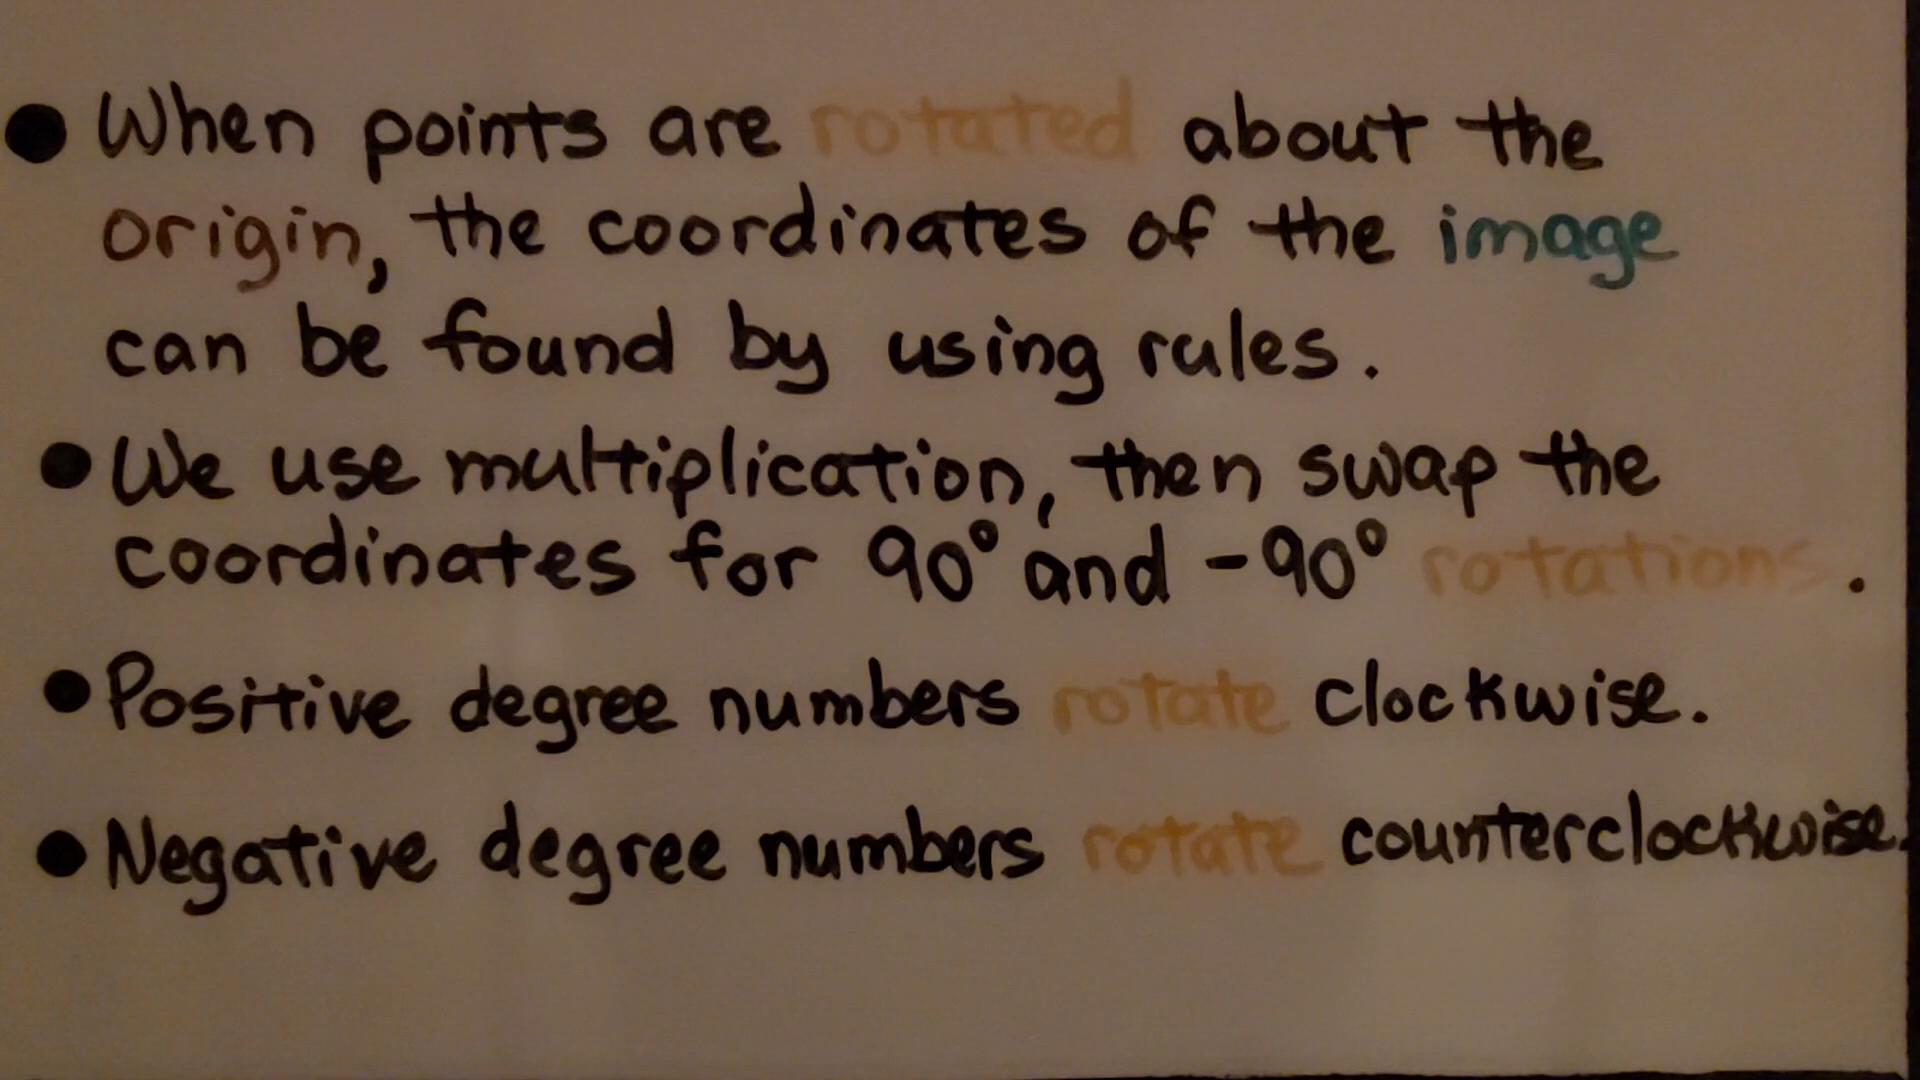 ● When points are rotated about the
origin, the coordinates of the image
can be found by using rules.
● We use multiplication, then swap the
coordinates for 90° and -90° rotations.
● Positive degree numbers rotate clockwise.
● Negative degree numbers rotate counterclockwise.